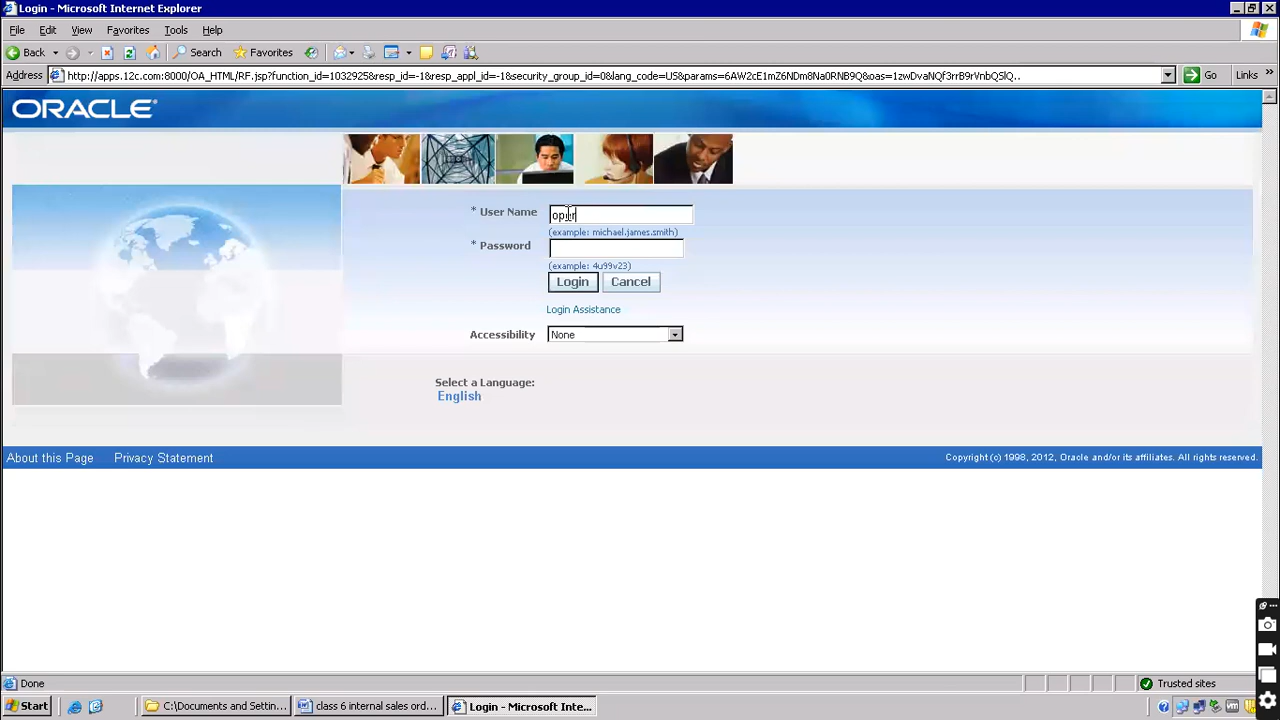 Login - Microsoft Internet Explorer
File Edit View Favorites Tools Help
Back Search Favorites
Address http://apps.12c.com:8000/OA_HTML/RF.jsp?function_id=1032925&resp_id=-1&resp_appl_id=-1&security_group_id=0&lang_code=US&params=6AW2cE1mZ6NDm8Na0RNB9Q&oas=1zwDvaNQf3rrB9rVnbQSlQ... Go Links »
ORACLE®
* User Name
(example: michael.james.smith)
* Password
(example: 4u99v23)
Login Cancel
Login Assistance
Accessibility None
Select a Language:
English
About this Page Privacy Statement Copyright (c) 1998, 2012, Oracle and/or its affiliates. All rights reserved.
Done Trusted sites
Start C:\Documents and Settin... class 6 internal sales ord... Login - Microsoft Inte...